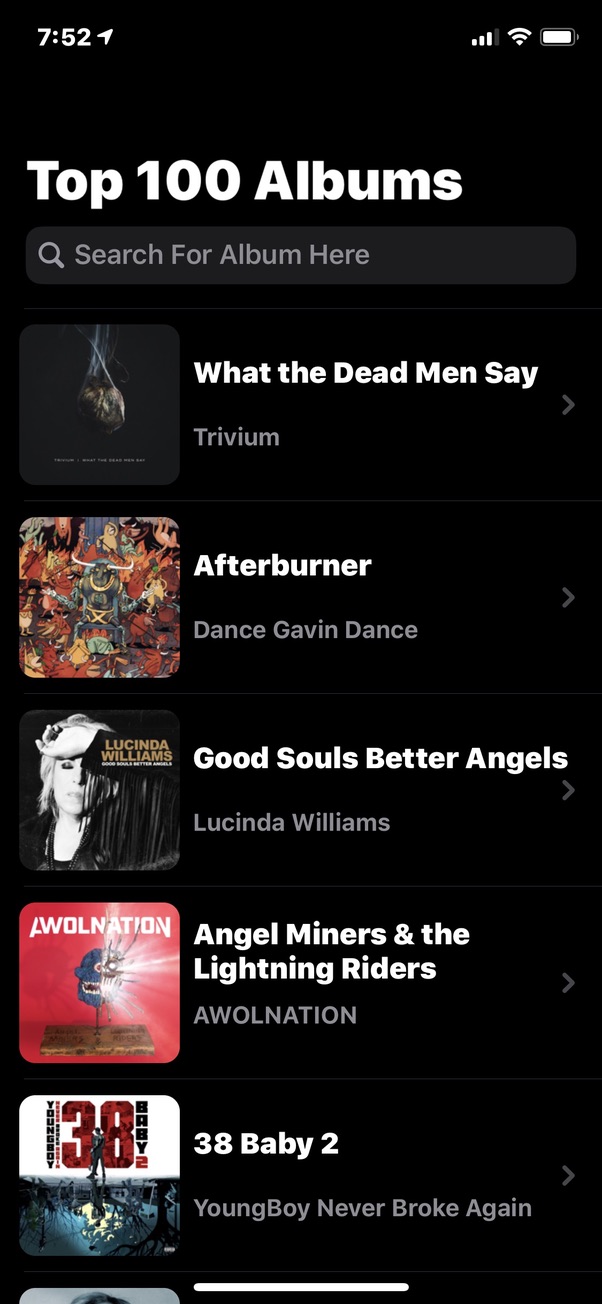 7:52
Top 100 Albums
Search For Album Here
TRIVIUM | WHAT THE DEAD MEN SAY
What the Dead Men Say
Trivium
Afterburner
Dance Gavin Dance
LUCINDA
WILLIAMS
GOOD SOULS BETTER ANGELS
Good Souls Better Angels
Lucinda Williams
AWOLNATION
Angel Miners & the
Lightning Riders
AWOLNATION
YOUNGBOY
38
BABY
2
38 Baby 2
YoungBoy Never Broke Again